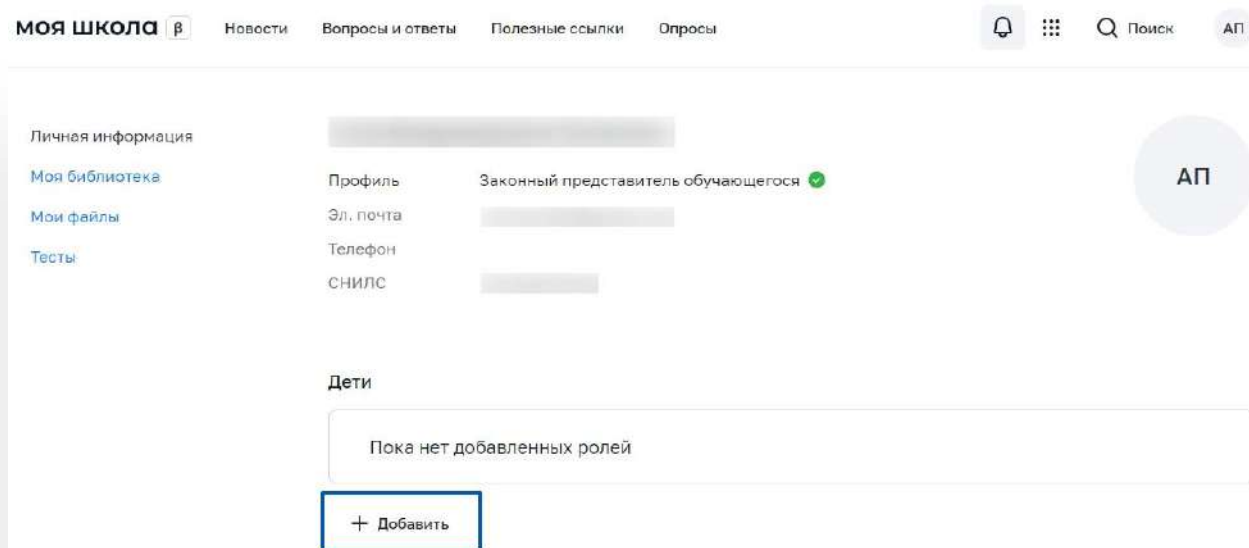 моя школа β Новости Вопросы и ответы Полезные ссылки Опросы Поиск АП
Личная информация
Моя библиотека
Мои файлы
Тесты
Профиль Законный представитель обучающегося
Эл. почта
Телефон
СНИЛС
АП
Дети
Пока нет добавленных ролей
+ Добавить